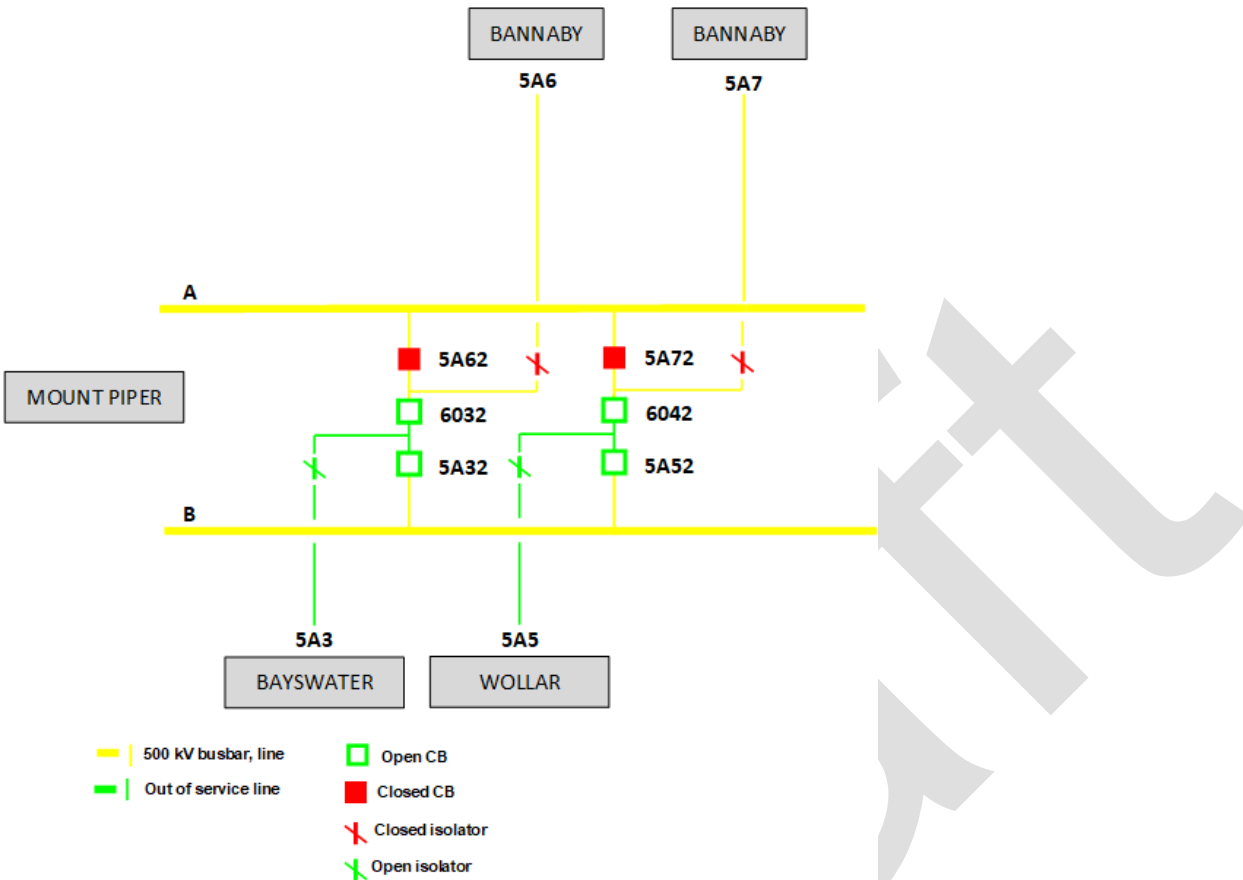 BANNABY
BANNABY
5A6
5A7
A
5A62
5A72
MOUNT PIPER
6032
6042
5A32
5A52
B
5A3
5A5
BAYSWATER
WOLLAR
500 kV busbar, line
Open CB
Out of service line
Closed CB
Closed isolator
Open isolator